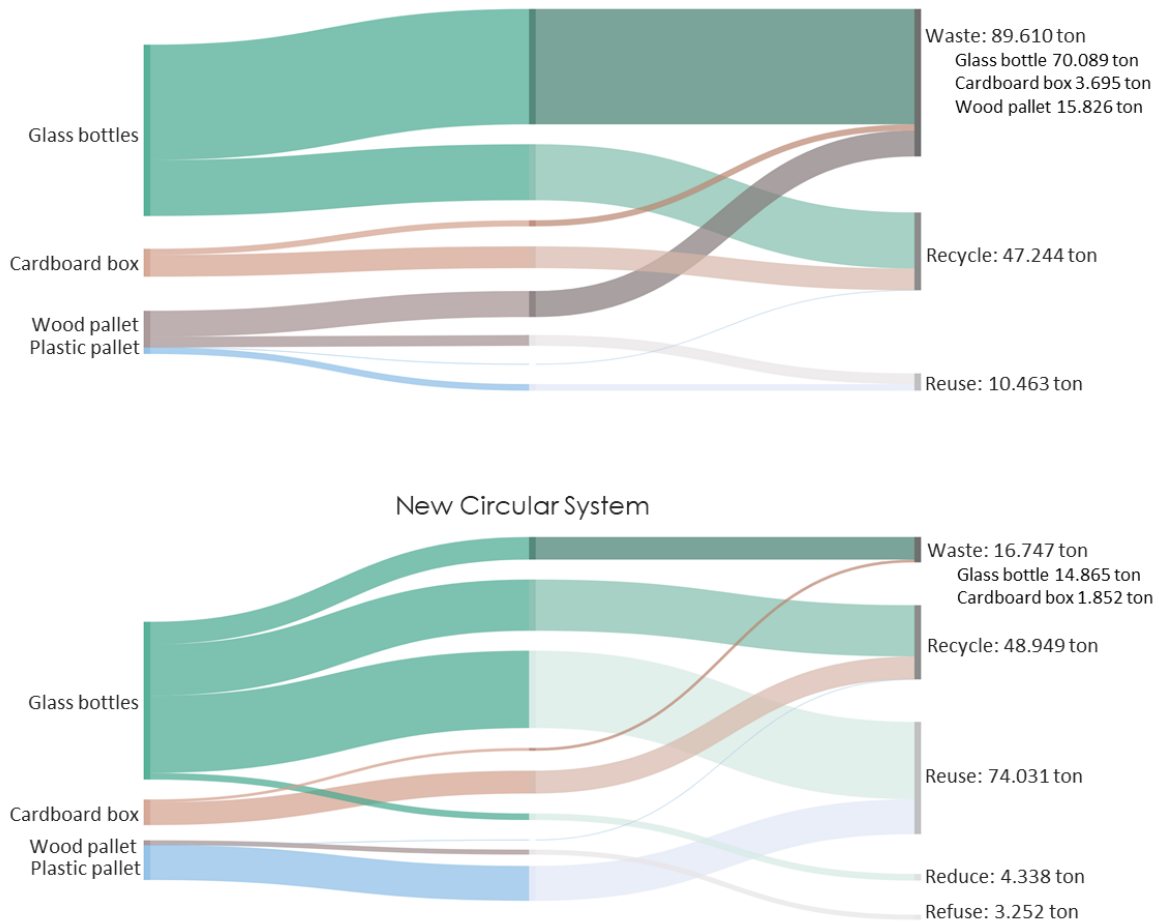 Waste: 89.610 ton
Glass bottle 70.089 ton
Cardboard box 3.695 ton
Wood pallet 15.826 ton
Glass bottles
Cardboard box
Recycle: 47.244 ton
Wood pallet
Plastic pallet
Reuse: 10.463 ton
New Circular System
Waste: 16.747 ton
Glass bottle 14.865 ton
Cardboard box 1.852 ton
Recycle: 48.949 ton
Glass bottles
Reuse: 74.031 ton
Cardboard box
Wood pallet
Plastic pallet
Reduce: 4.338 ton
Refuse: 3.252 ton